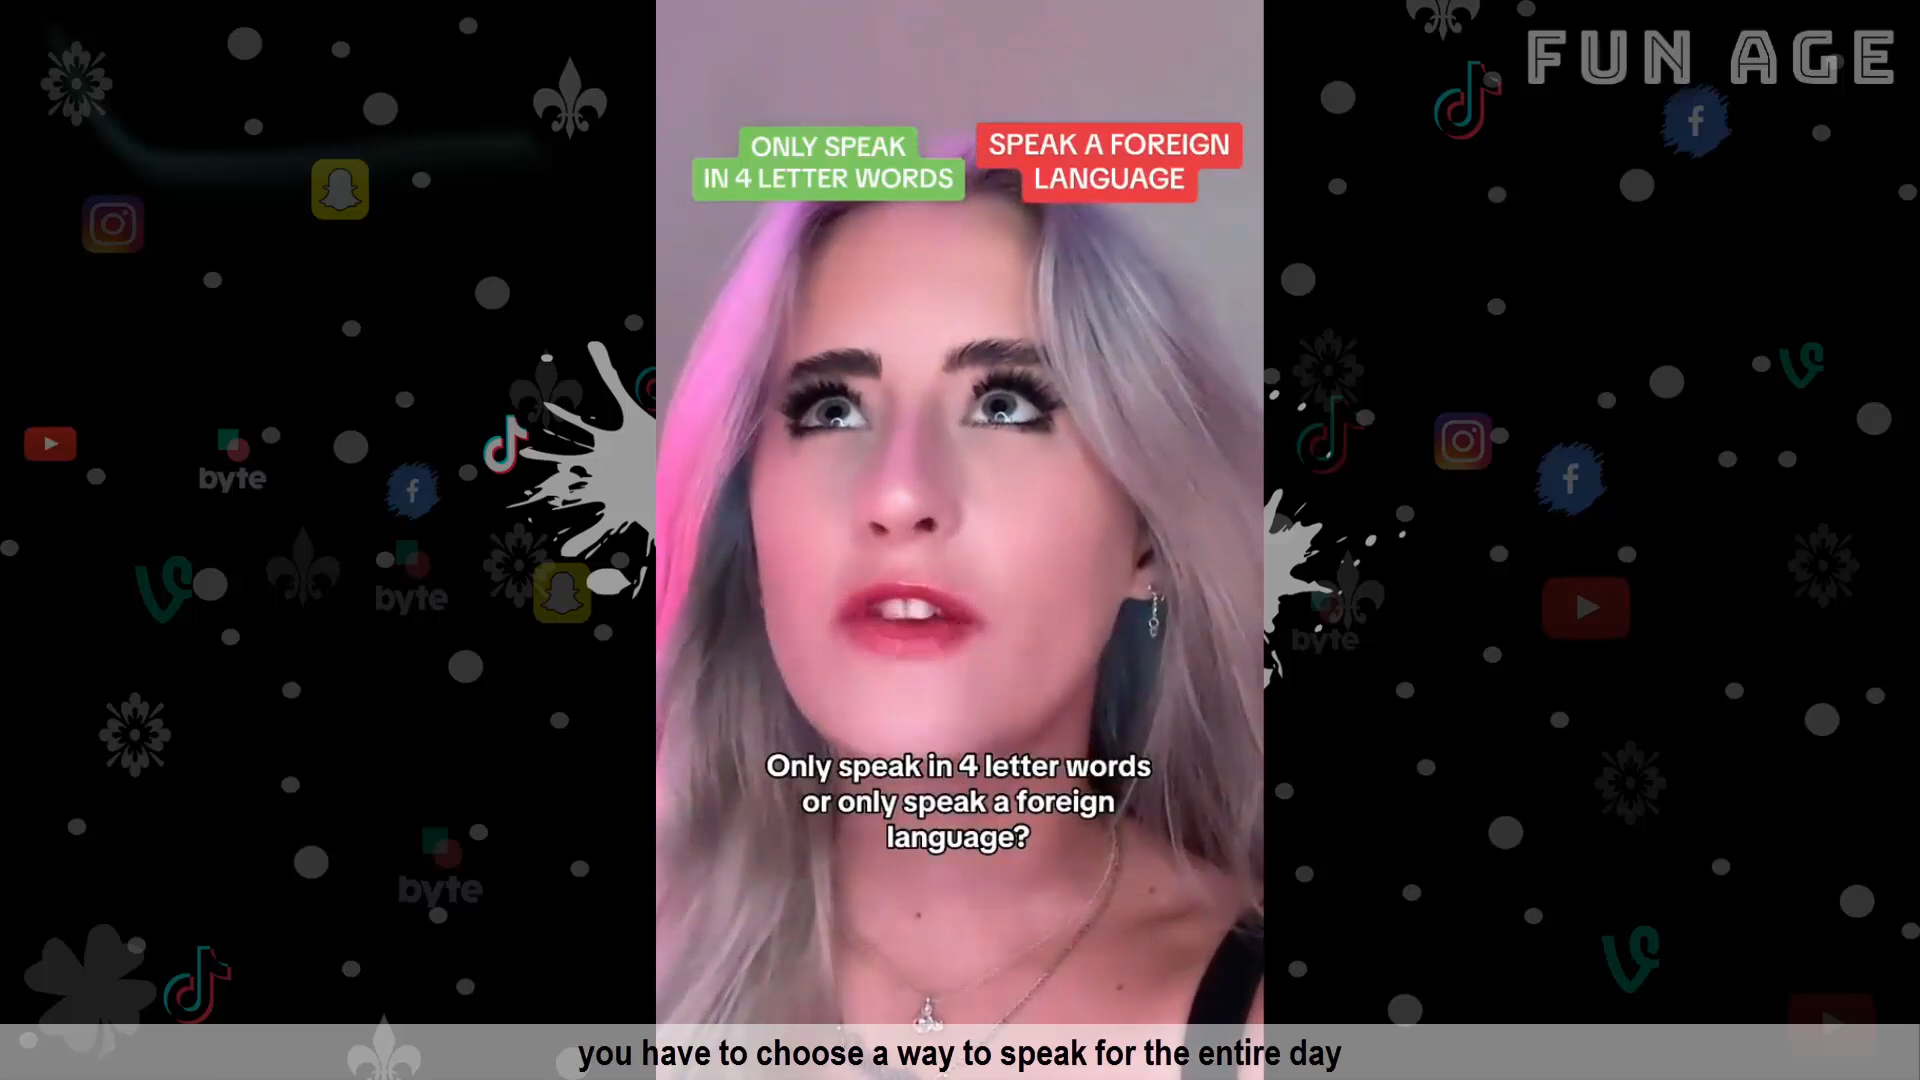 FUN AGE
ONLY SPEAK
IN 4 LETTER WORDS
SPEAK A FOREIGN
LANGUAGE
byte
byte
byte
byte
Only speak in 4 letter words
or only speak a foreign
language?
you have to choose a way to speak for the entire day